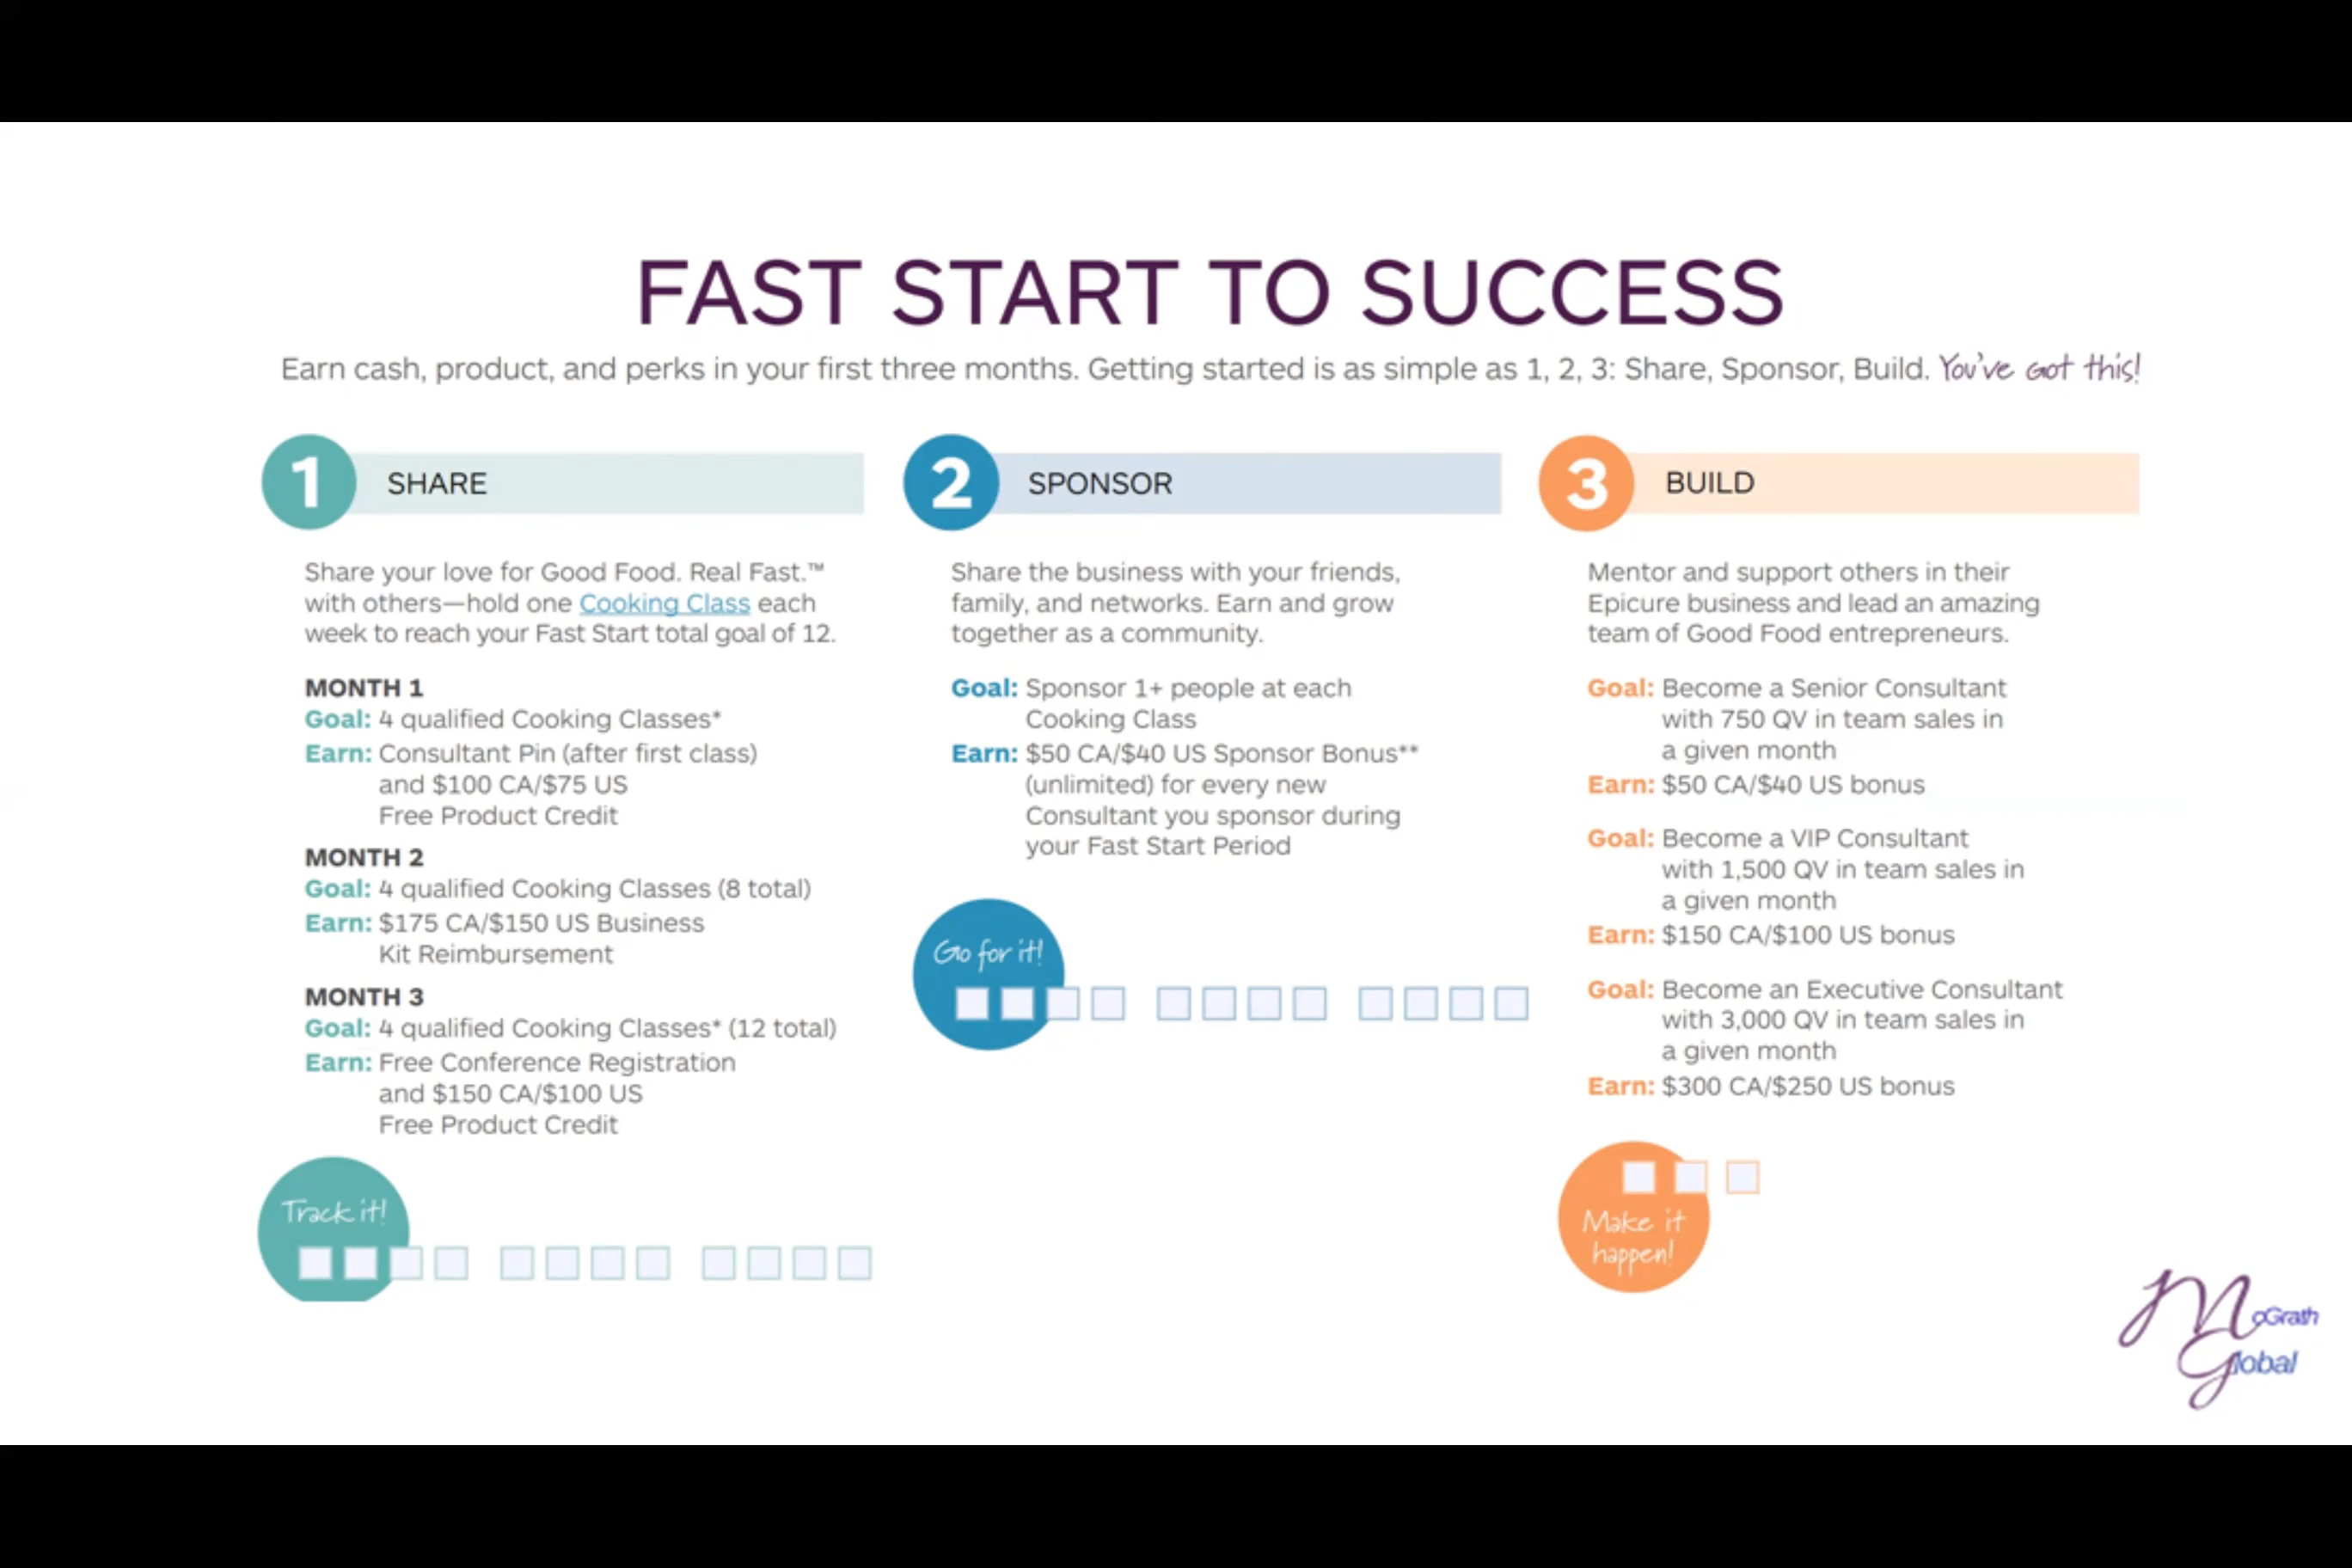 FAST START TO SUCCESS
Earn cash, product, and perks in your first three months. Getting started is as simple as 1, 2, 3: Share, Sponsor, Build. You've Got this!
1 SHARE
Share your love for Good Food. Real Fast.™
with others—hold one Cooking Class each
week to reach your Fast Start total goal of 12.
MONTH 1
Goal: 4 qualified Cooking Classes*
Earn: Consultant Pin (after first class)
and $100 CA/$75 US
Free Product Credit
MONTH 2
Goal: 4 qualified Cooking Classes (8 total)
Earn: $175 CA/$150 US Business
Kit Reimbursement
MONTH 3
Goal: 4 qualified Cooking Classes* (12 total)
Earn: Free Conference Registration
and $150 CA/$100 US
Free Product Credit
Track it!
2 SPONSOR
Share the business with your friends,
family, and networks. Earn and grow
together as a community.
Goal: Sponsor 1+ people at each
Cooking Class
Earn: $50 CA/$40 US Sponsor Bonus**
(unlimited) for every new
Consultant you sponsor during
your Fast Start Period
Go for it!
3 BUILD
Mentor and support others in their
Epicure business and lead an amazing
team of Good Food entrepreneurs.
Goal: Become a Senior Consultant
with 750 QV in team sales in
a given month
Earn: $50 CA/$40 US bonus
Goal: Become a VIP Consultant
with 1,500 QV in team sales in
a given month
Earn: $150 CA/$100 US bonus
Goal: Become an Executive Consultant
with 3,000 QV in team sales in
a given month
Earn: $300 CA/$250 US bonus
Make it
happen!
McGrath
Global